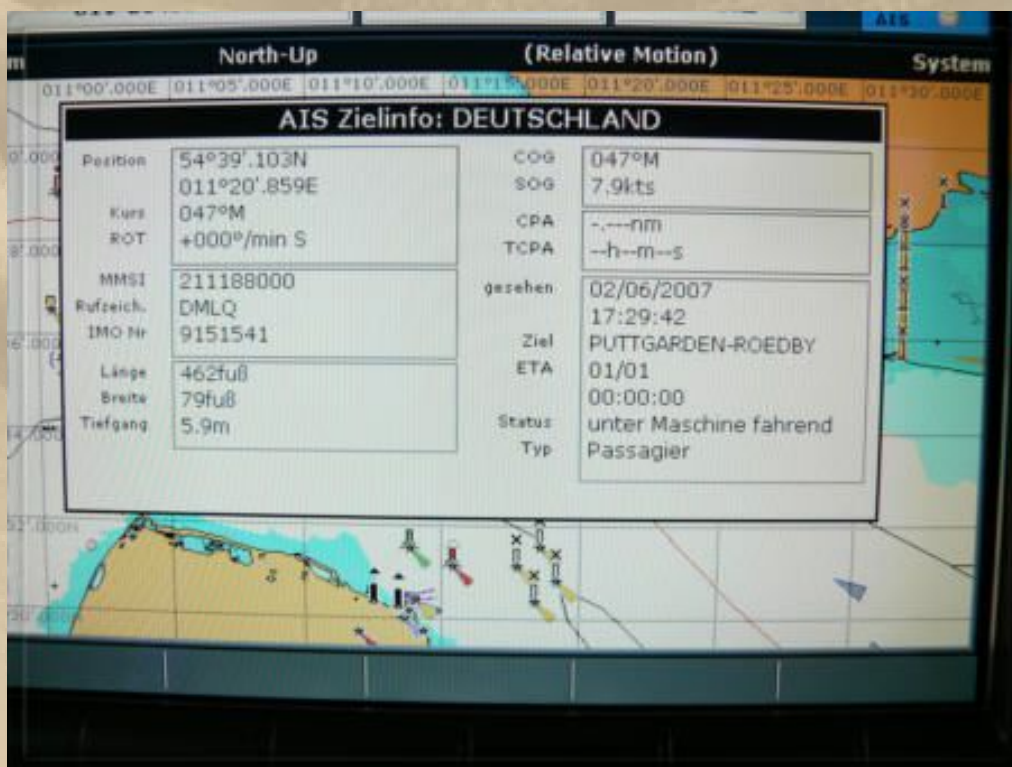 AIS
North-Up (Relative Motion) System
011°00'.000E 011°05'.000E 011°10'.000E 011°15'.000E 011°20'.000E 011°25'.000E 011°30'.000E
AIS Zielinfo: DEUTSCHLAND
Position 54°39'.103N
011°20'.859E
Kurs 047°M
ROT +000°/min S
MMSI 211188000
Rufzeich. DMLQ
IMO Nr 9151541
Länge 462fuß
Breite 79fuß
Tiefgang 5.9m
COG 047°M
SOG 7.9kts
CPA -.---nm
TCPA --h--m--s
gesehen 02/06/2007
17:29:42
Ziel PUTTGARDEN-ROEDBY
ETA 01/01
00:00:00
Status unter Maschine fahrend
Typ Passagier